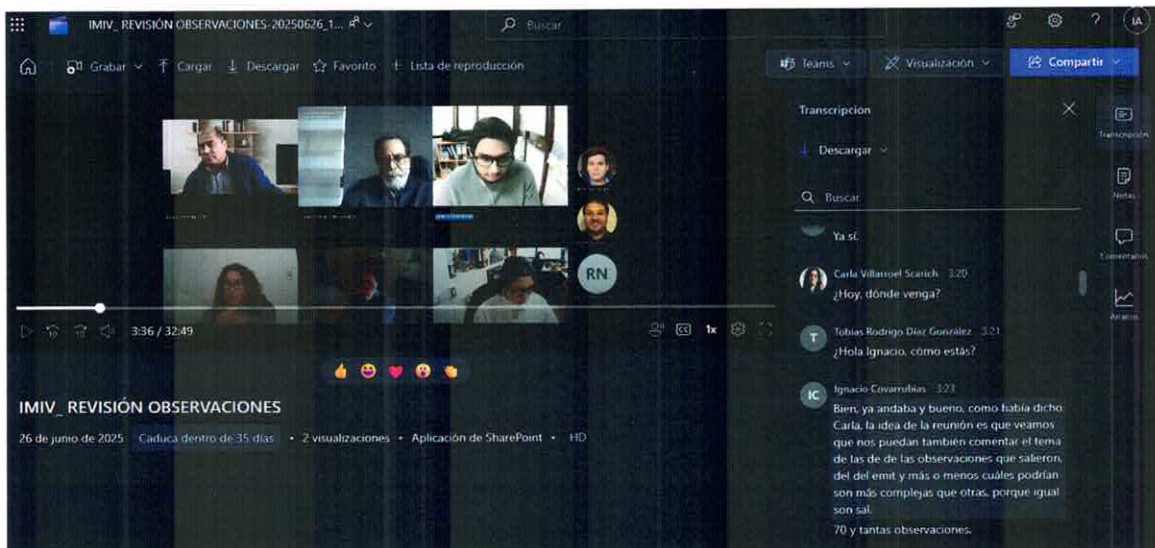 IMIV_ REVISIÓN OBSERVACIONES-20250626_1...
Buscar
?
IA
Grabar
Cargar
Descargar
Favorito
Lista de reproducción
Teams
Visualización
Compartir
RN
3:36 / 32:49
CC
1x
IMIV_ REVISIÓN OBSERVACIONES
26 de junio de 2025 Caduca dentro de 35 días • 2 visualizaciones • Aplicación de SharePoint • HD
Transcripcion
Descargar
Buscar
Ya sí.
Carla Villarroel Scarich 3:20
¿Hoy, dónde venga?
T
Tobías Rodrigo Díaz González 3:21
¿Hola Ignacio, cómo estás?
IC
Ignacio Covarrubias 3:23
Bien, ya andaba y bueno, como había dicho
Carla, la idea de la reunión es que veamos
que nos puedan también comentar el tema
de las de de las observaciones que salieron,
del del emit y más o menos cuáles podrían
son más complejas que otras, porque igual
son sal.
70 y tantas observaciones.
Transcripción
Notas
Comentarios
Análisis